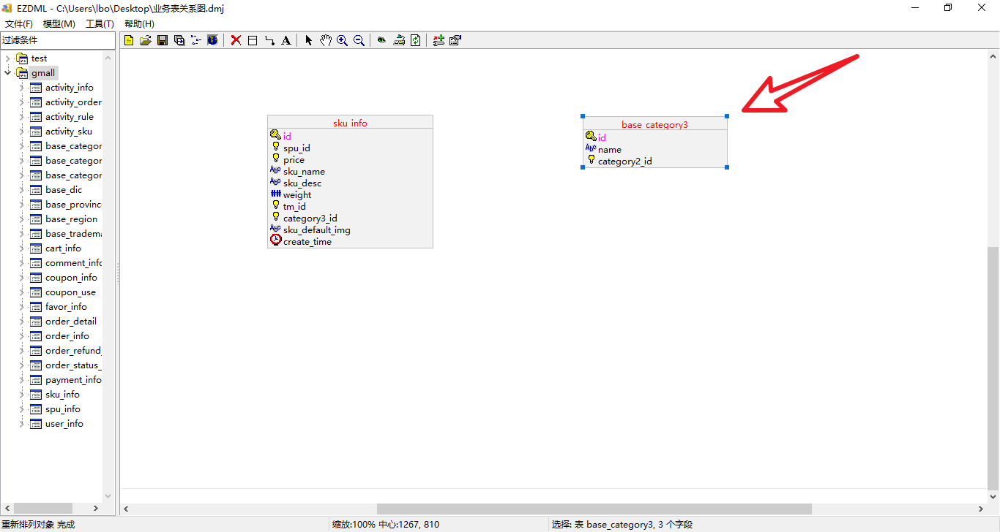 EZDML - C:\Users\lbo\Desktop\业务表关系图.dmj
文件(F) 模型(M) 工具(T) 帮助(H)
过滤条件
test
gmall
activity_info
activity_order
activity_rule
activity_sku
base_categor
base_categor
base_categor
base_dic
base_provinc
base_region
base_tradema
cart_info
comment_info
coupon_info
coupon_use
favor_info
order_detail
order_info
order_refund_
order_status_
payment_info
sku_info
spu_info
user_info
A
sku_info
id
spu_id
price
sku_name
sku_desc
weight
tm_id
category3_id
sku_default_img
create_time
base_category3
id
name
category2_id
重新排列对象 完成
缩放:100% 中心:1267, 810
选择: 表 base_category3, 3 个字段